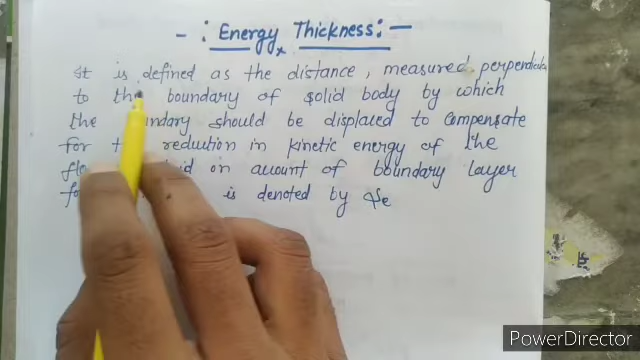 - : Energy Thickness: -
It is defined as the distance, measured perpendicular
to the boundary of solid body by which
the boundary should be displaced to compensate
for reduction in kinetic energy of the
on account of boundary layer
is denoted by δe
PowerDirector